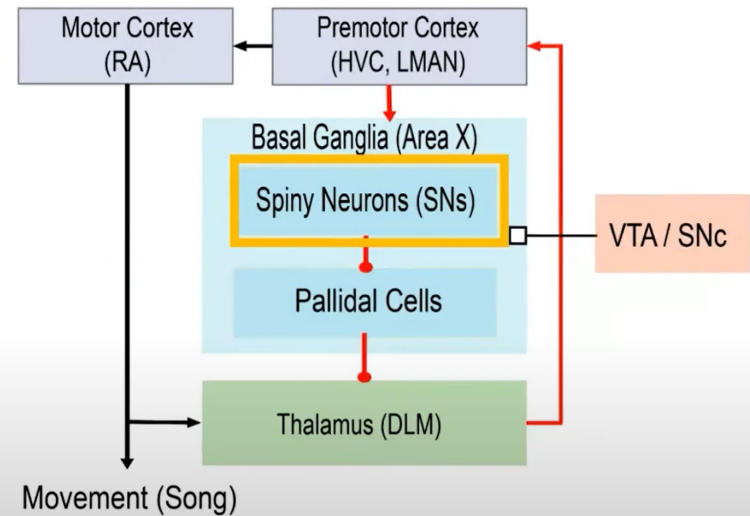 Motor Cortex
(RA)
Premotor Cortex
(HVC, LMAN)
Basal Ganglia (Area X)
Spiny Neurons (SNs)
VTA / SNc
Pallidal Cells
Thalamus (DLM)
Movement (Song)